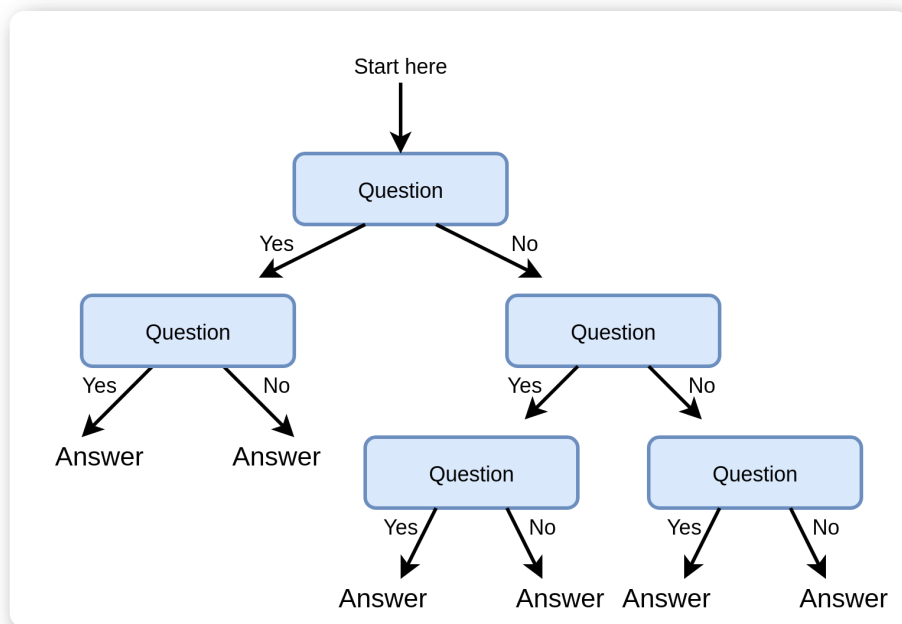 Start here
Question
Yes
No
Question
Question
Yes
No
Yes
No
Answer
Answer
Question
Question
Yes
No
Yes
No
Answer
Answer
Answer
Answer